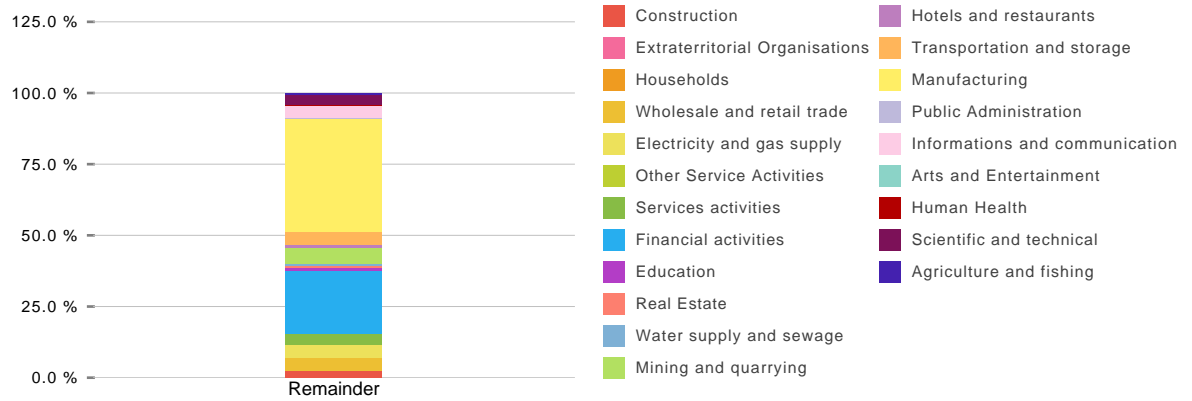 125.0 %
100.0 %
75.0 %
50.0 %
25.0 %
0.0 %
Remainder
Construction
Extraterritorial Organisations
Households
Wholesale and retail trade
Electricity and gas supply
Other Service Activities
Services activities
Financial activities
Education
Real Estate
Water supply and sewage
Mining and quarrying
Hotels and restaurants
Transportation and storage
Manufacturing
Public Administration
Informations and communication
Arts and Entertainment
Human Health
Scientific and technical
Agriculture and fishing